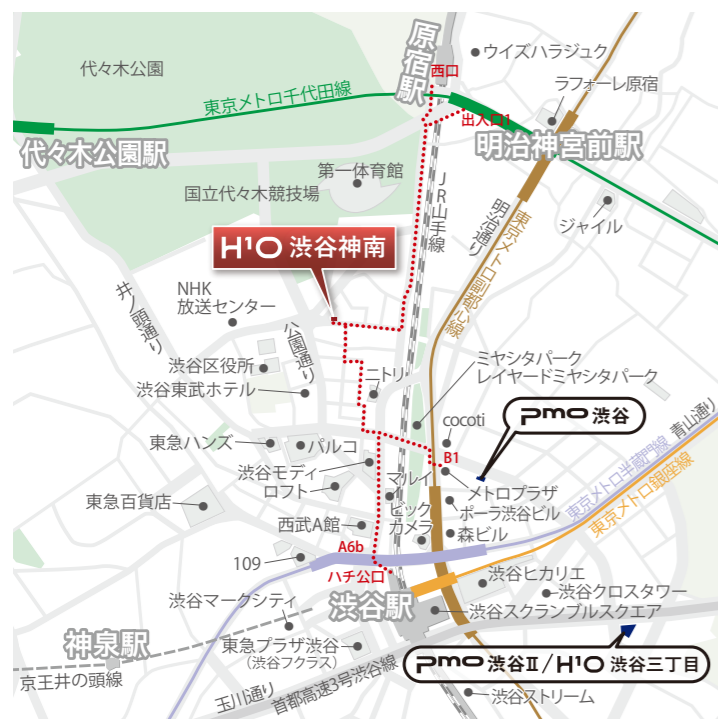 原宿駅
ウイズハラジュク
代々木公園
西口
ラフォーレ原宿
東京メトロ千代田線
出入口1
代々木公園駅
明治神宮前駅
第一体育館
国立代々木競技場
JR山手線
明治通り
東京メトロ副都心線
ジャイル
H¹O 渋谷神南
井ノ頭通り
NHK
放送センター
公園通り
渋谷区役所
渋谷東武ホテル
ニトリ
ミヤシタパーク
レイヤードミヤシタパーク
cocoti
PMO 渋谷
青山通り
東急ハンズ
パルコ
B1
渋谷モディ
ロフト
マルイ
メトロプラザ
東京メトロ半蔵門線
東急百貨店
ポーラ渋谷ビル
東京メトロ銀座線
西武A館
ビック
カメラ
森ビル
A6b
109
ハチ公口
渋谷ヒカリエ
渋谷クロスタワー
渋谷マークシティ
渋谷駅
渋谷スクランブルスクエア
神泉駅
東急プラザ渋谷
（渋谷フクラス）
PMO 渋谷Ⅱ/H¹O 渋谷三丁目
京王井の頭線
玉川通り
首都高速3号渋谷線
渋谷ストリーム